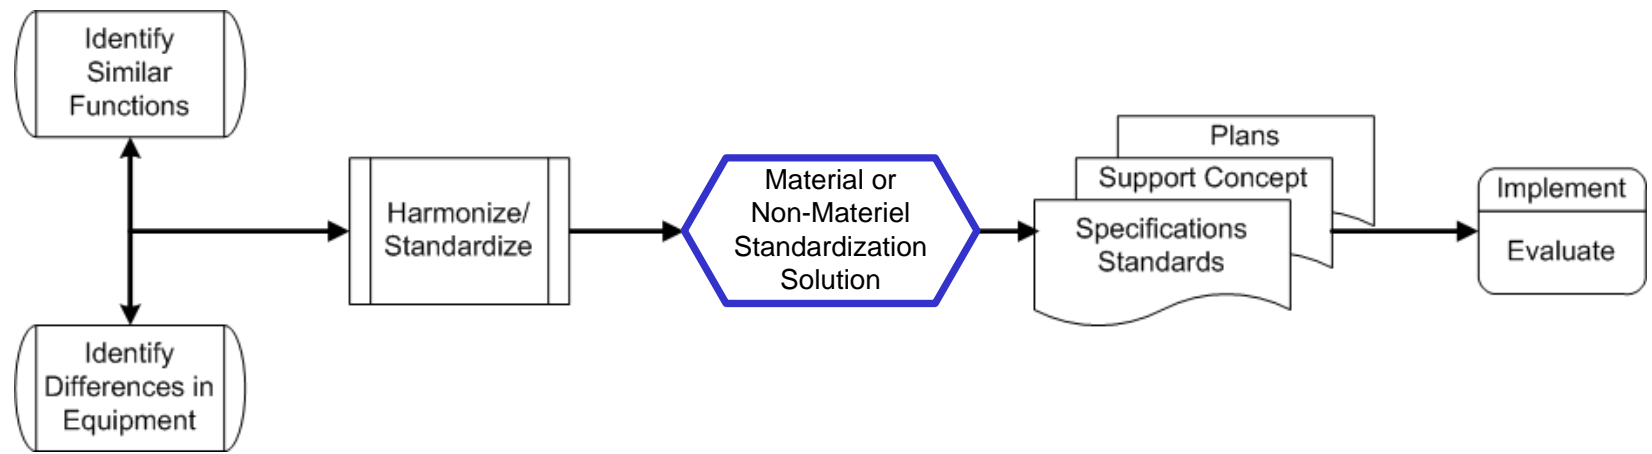 Identify
Similar
Functions
Identify
Differences in
Equipment
Harmonize/
Standardize
Material or
Non-Materiel
Standardization
Solution
Plans
Support Concept
Specifications
Standards
Implement
Evaluate